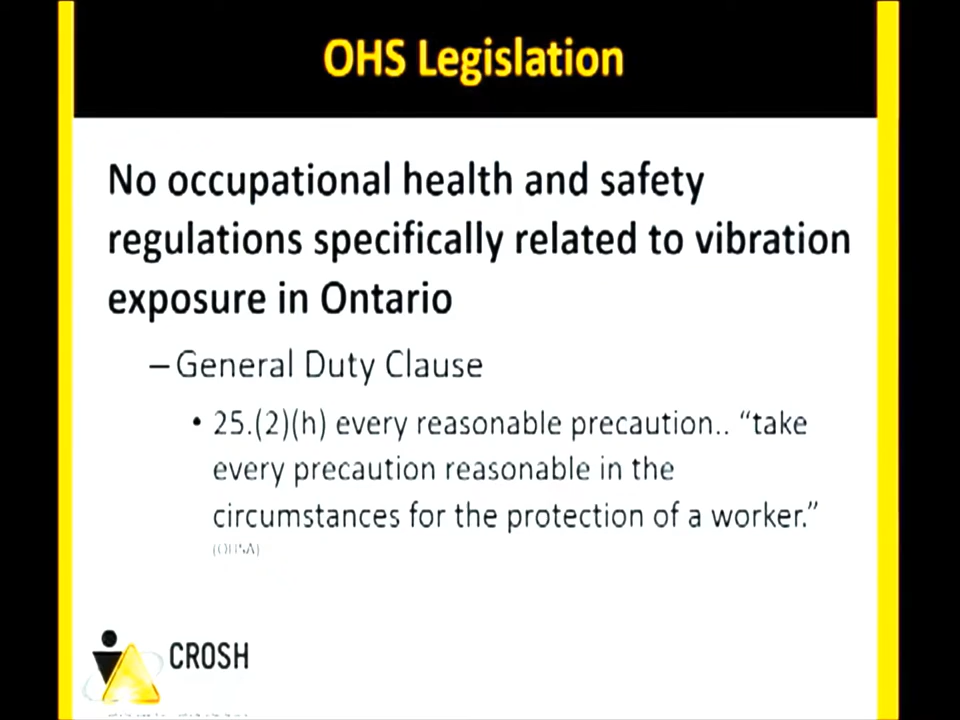 OHS Legislation
No occupational health and safety
regulations specifically related to vibration
exposure in Ontario
– General Duty Clause
• 25.(2)(h) every reasonable precaution.. “take
every precaution reasonable in the
circumstances for the protection of a worker.”
(OHSA)
CROSH